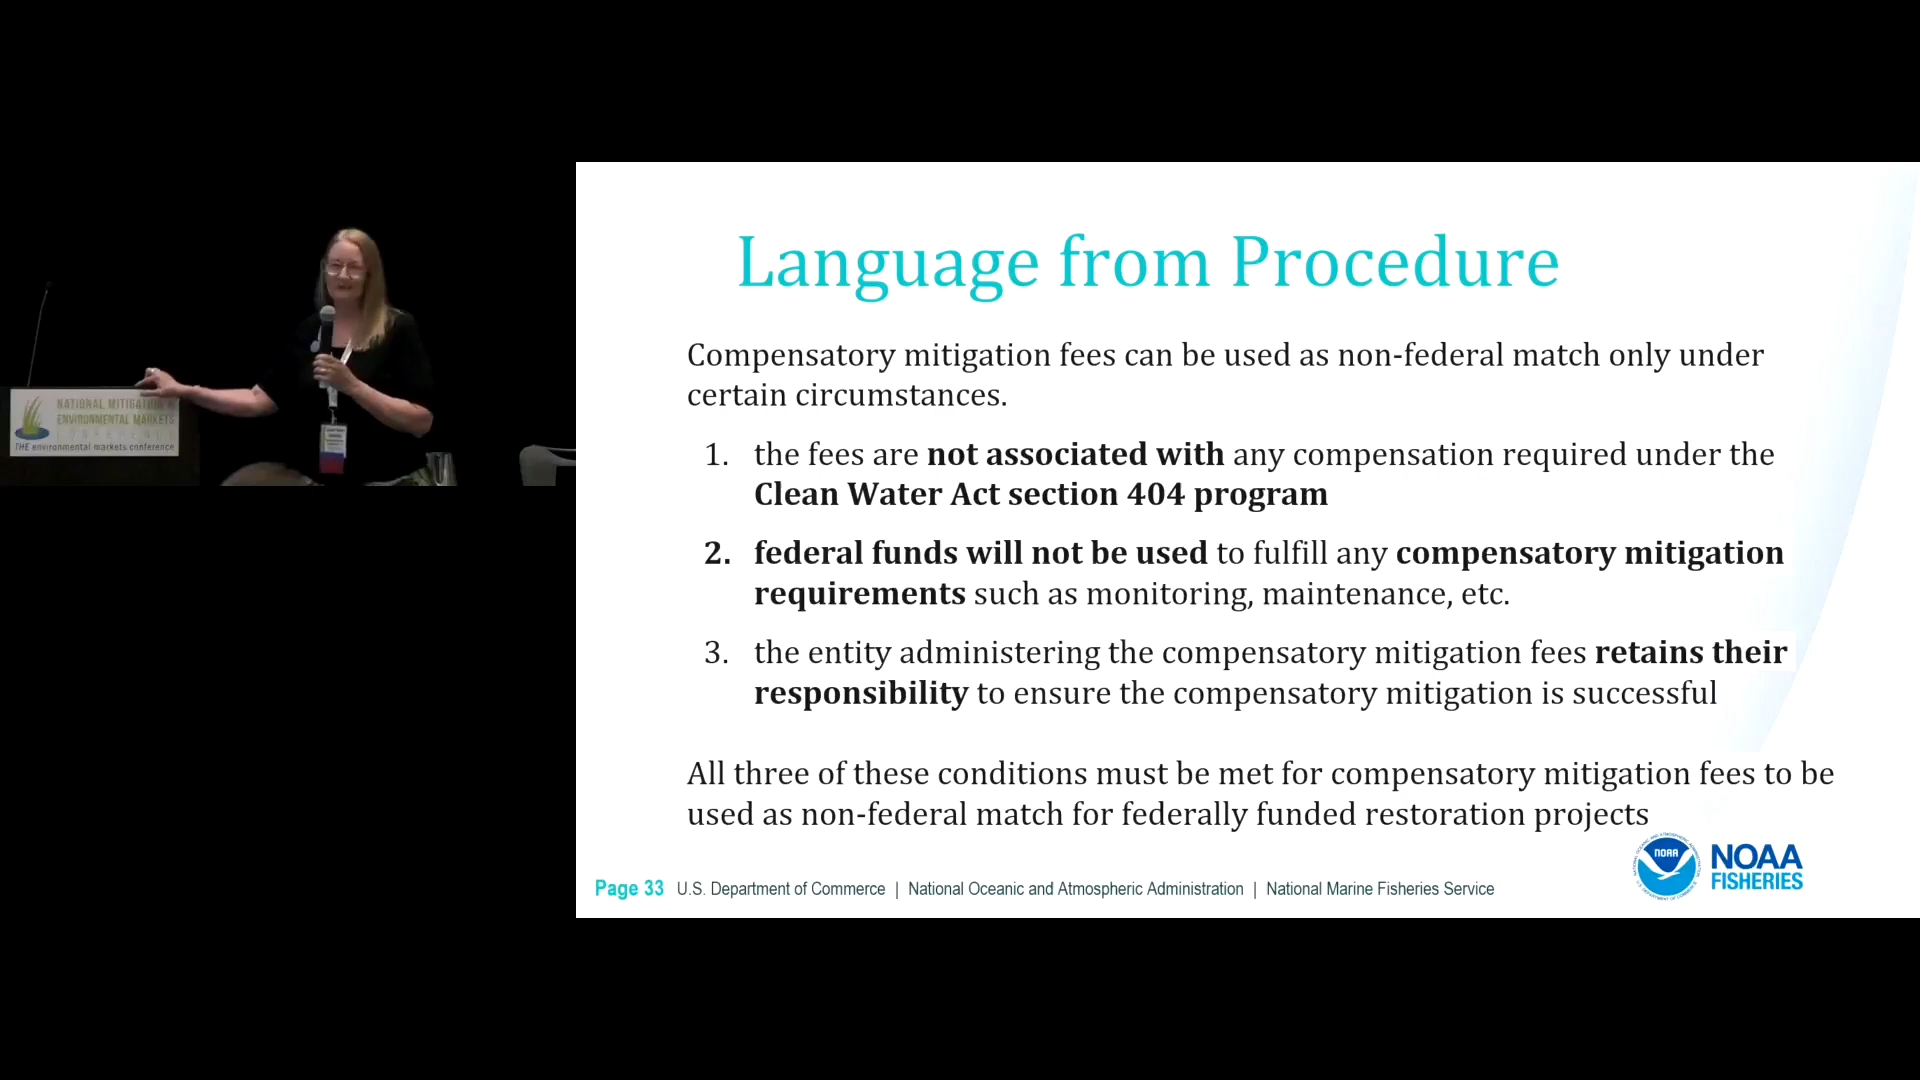 NATIONAL MITIGATION &
ENVIRONMENTAL MARKETS
CONFERENCE
THE environmental markets conference
Language from Procedure
Compensatory mitigation fees can be used as non-federal match only under
certain circumstances.
1. the fees are not associated with any compensation required under the
Clean Water Act section 404 program
2. federal funds will not be used to fulfill any compensatory mitigation
requirements such as monitoring, maintenance, etc.
3. the entity administering the compensatory mitigation fees retains their
responsibility to ensure the compensatory mitigation is successful
All three of these conditions must be met for compensatory mitigation fees to be
used as non-federal match for federally funded restoration projects
NOAA
NOAA
FISHERIES
Page 33 U.S. Department of Commerce | National Oceanic and Atmospheric Administration | National Marine Fisheries Service